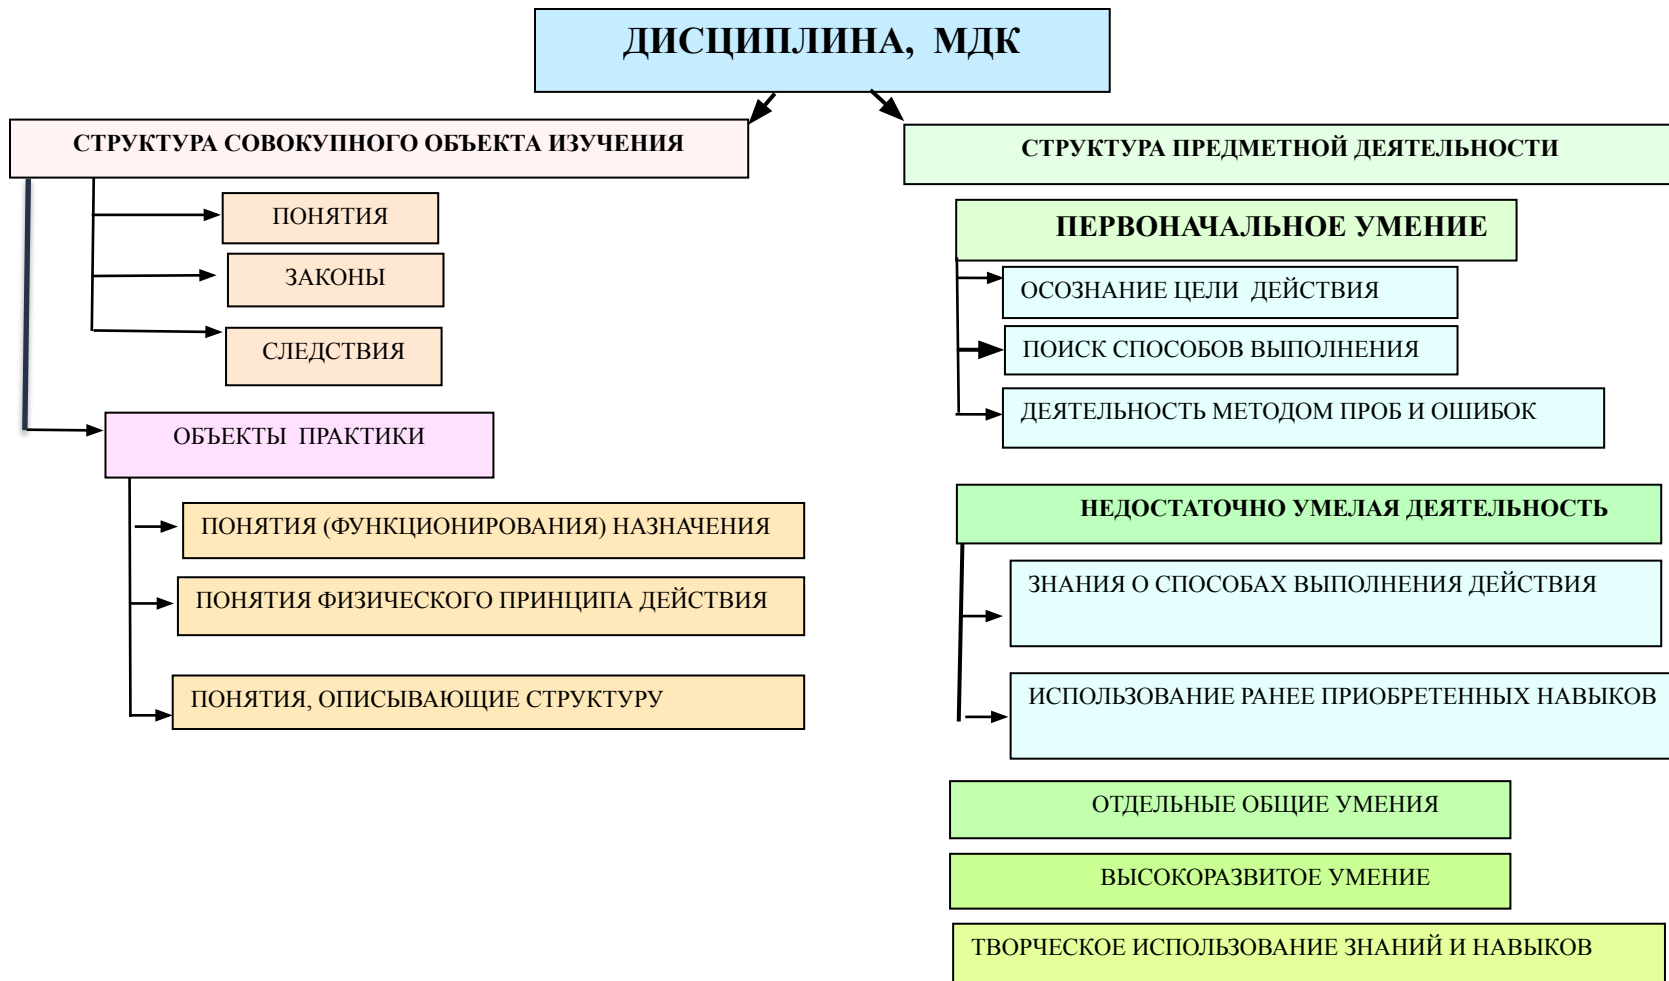 ДИСЦИПЛИНА, МДК
СТРУКТУРА СОВОКУПНОГО ОБЪЕКТА ИЗУЧЕНИЯ
ПОНЯТИЯ
ЗАКОНЫ
СЛЕДСТВИЯ
ОБЪЕКТЫ ПРАКТИКИ
ПОНЯТИЯ (ФУНКЦИОНИРОВАНИЯ) НАЗНАЧЕНИЯ
ПОНЯТИЯ ФИЗИЧЕСКОГО ПРИНЦИПА ДЕЙСТВИЯ
ПОНЯТИЯ, ОПИСЫВАЮЩИЕ СТРУКТУРУ
СТРУКТУРА ПРЕДМЕТНОЙ ДЕЯТЕЛЬНОСТИ
ПЕРВОНАЧАЛЬНОЕ УМЕНИЕ
ОСОЗНАНИЕ ЦЕЛИ ДЕЙСТВИЯ
ПОИСК СПОСОБОВ ВЫПОЛНЕНИЯ
ДЕЯТЕЛЬНОСТЬ МЕТОДОМ ПРОБ И ОШИБОК
НЕДОСТАТОЧНО УМЕЛАЯ ДЕЯТЕЛЬНОСТЬ
ЗНАНИЯ О СПОСОБАХ ВЫПОЛНЕНИЯ ДЕЙСТВИЯ
ИСПОЛЬЗОВАНИЕ РАНЕЕ ПРИОБРЕТЕННЫХ НАВЫКОВ
ОТДЕЛЬНЫЕ ОБЩИЕ УМЕНИЯ
ВЫСОКОРАЗВИТОЕ УМЕНИЕ
ТВОРЧЕСКОЕ ИСПОЛЬЗОВАНИЕ ЗНАНИЙ И НАВЫКОВ